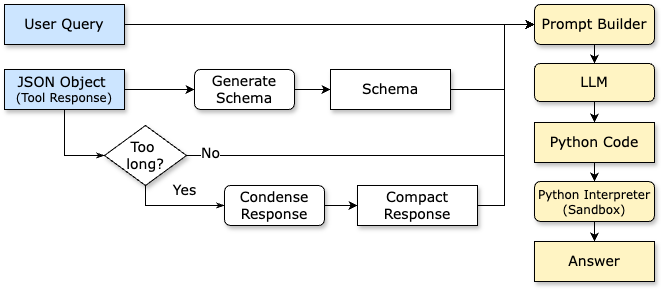 User Query
Prompt Builder
JSON Object
(Tool Response)
Generate
Schema
Schema
LLM
Too
long?
No
Python Code
Yes
Condense
Response
Compact
Response
Python Interpreter
(Sandbox)
Answer